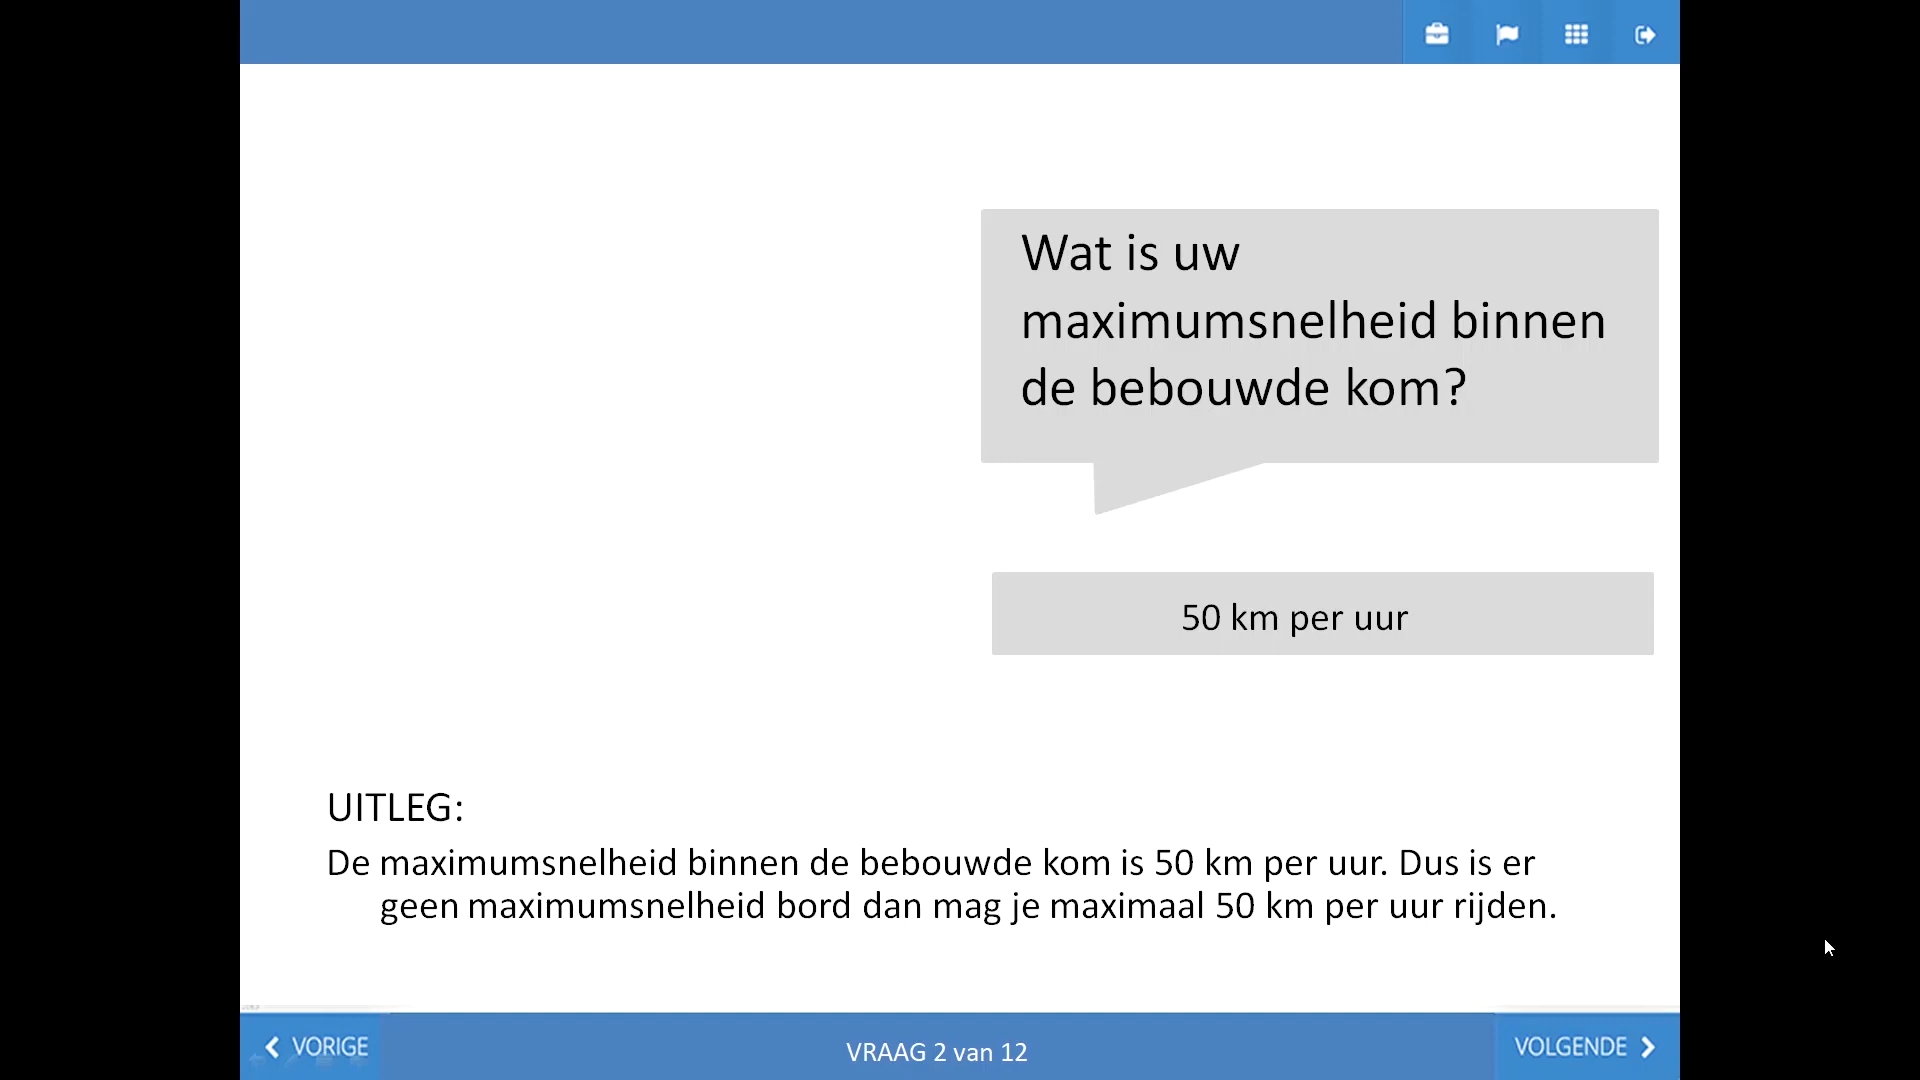 Wat is uw
maximumsnelheid binnen
de bebouwde kom?
50 km per uur
UITLEG:
De maximumsnelheid binnen de bebouwde kom is 50 km per uur. Dus is er
geen maximumsnelheid bord dan mag je maximaal 50 km per uur rijden.
VORIGE
VRAAG 2 van 12
VOLGENDE